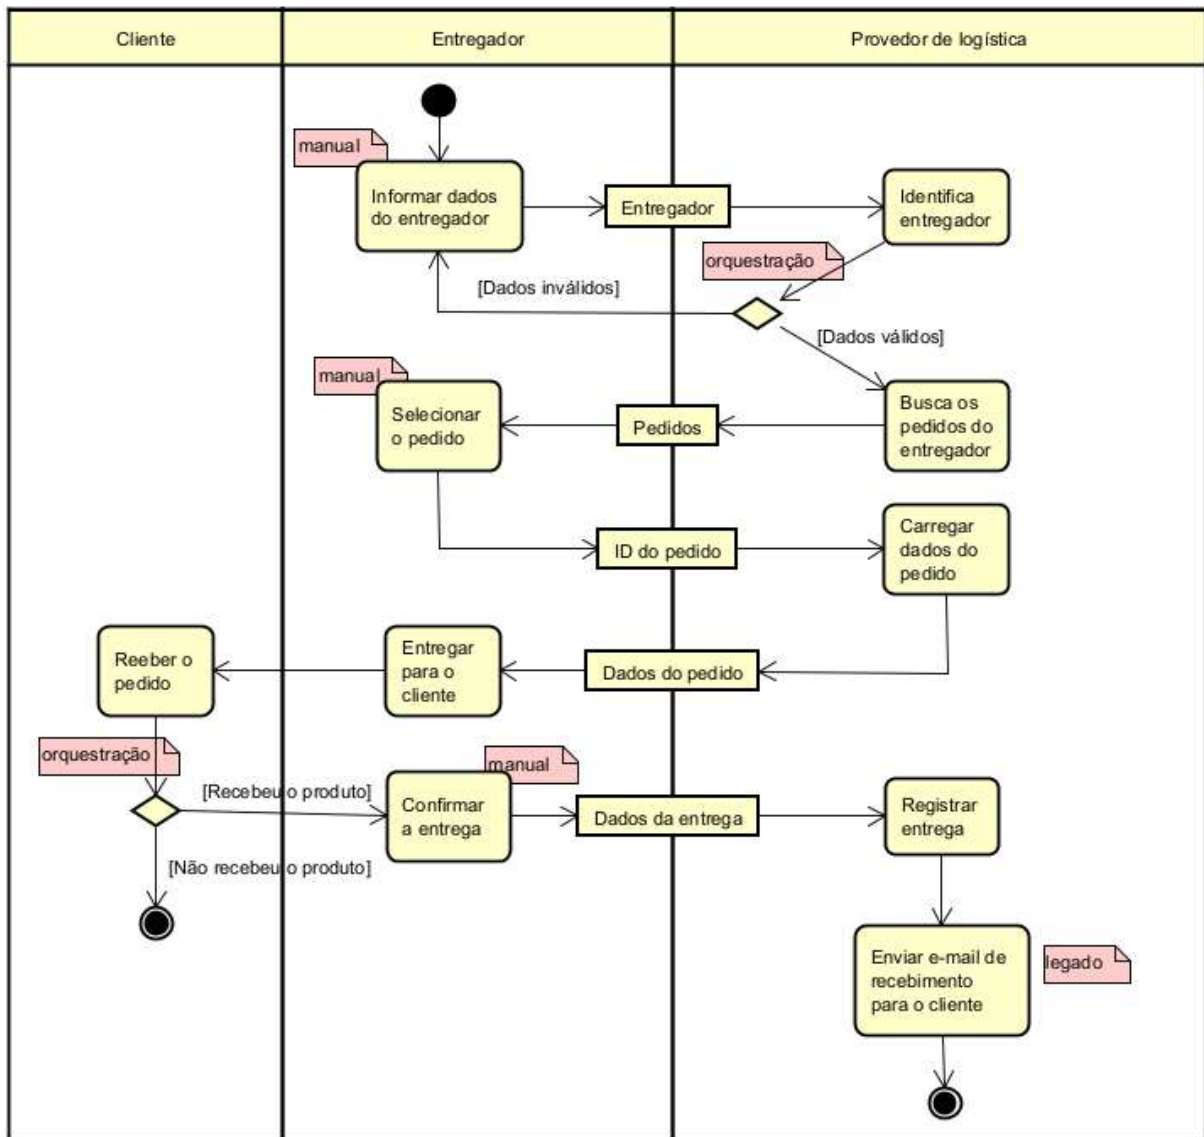 Cliente
Entregador
Provedor de logística
manual
Informar dados
do entregador
Entregador
Identifica
entregador
orquestração
[Dados inválidos]
[Dados válidos]
manual
Selecionar
o pedido
Pedidos
Busca os
pedidos do
entregador
ID do pedido
Carregar
dados do
pedido
Reeber o
pedido
Entregar
para o
cliente
Dados do pedido
orquestração
manual
[Recebeu o produto]
Confirmar
a entrega
Dados da entrega
Registrar
entrega
[Não recebeu o produto]
Enviar e-mail de
recebimento
para o cliente
legado